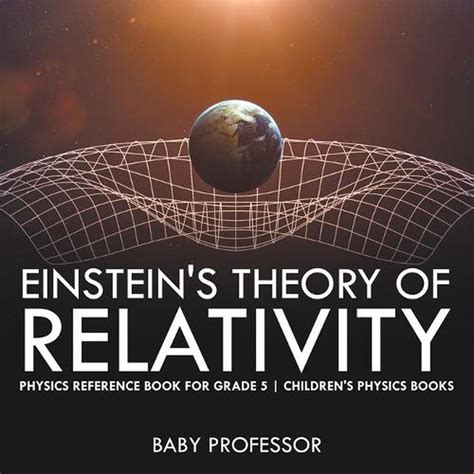 EINSTEIN'S THEORY OF
RELATIVITY
PHYSICS REFERENCE BOOK FOR GRADE 5 | CHILDREN'S PHYSICS BOOKS
BABY PROFESSOR